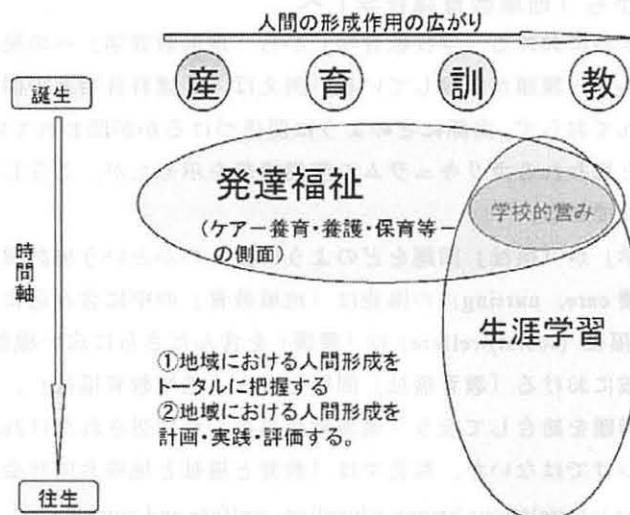 人間の形成作用の広がり
産 育 訓 教
誕生
発達福祉
(ケアー養育・養護・保育等ー
の側面)
学校的営み
時間軸
生涯学習
①地域における人間形成を
トータルに把握する
②地域における人間形成を
計画・実践・評価する。
往生